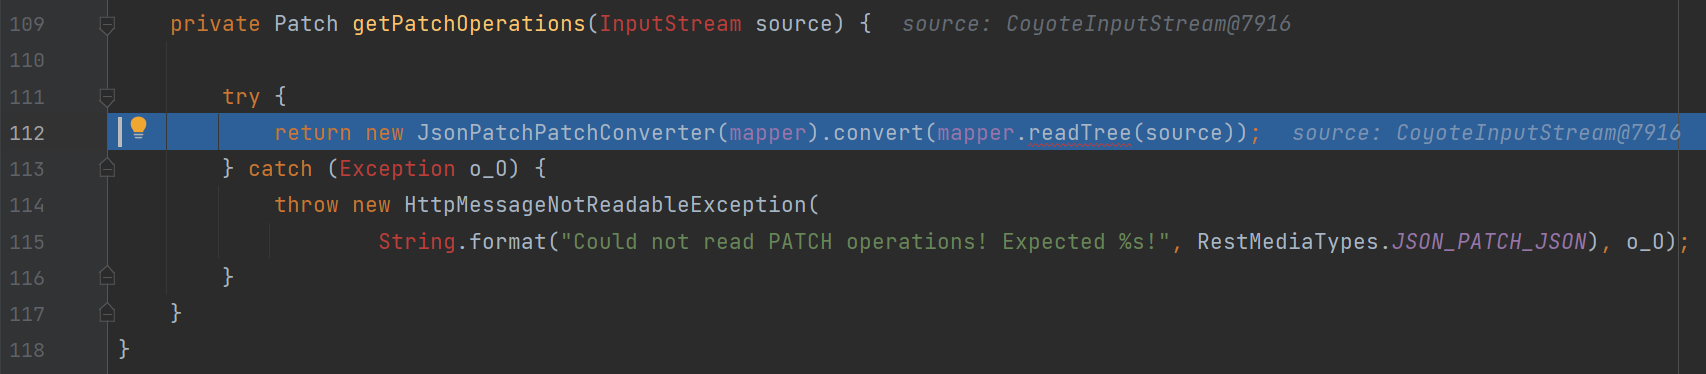 109 private Patch getPatchOperations(InputStream source) { source: CoyoteInputStream@7916
110
111 try {
112 return new JsonPatchPatchConverter(mapper).convert(mapper.readTree(source)); source: CoyoteInputStream@7916
113 } catch (Exception o_O) {
114 throw new HttpMessageNotReadableException(
115 String.format("Could not read PATCH operations! Expected %s!", RestMediaTypes.JSON_PATCH_JSON), o_O);
116 }
117 }
118 }